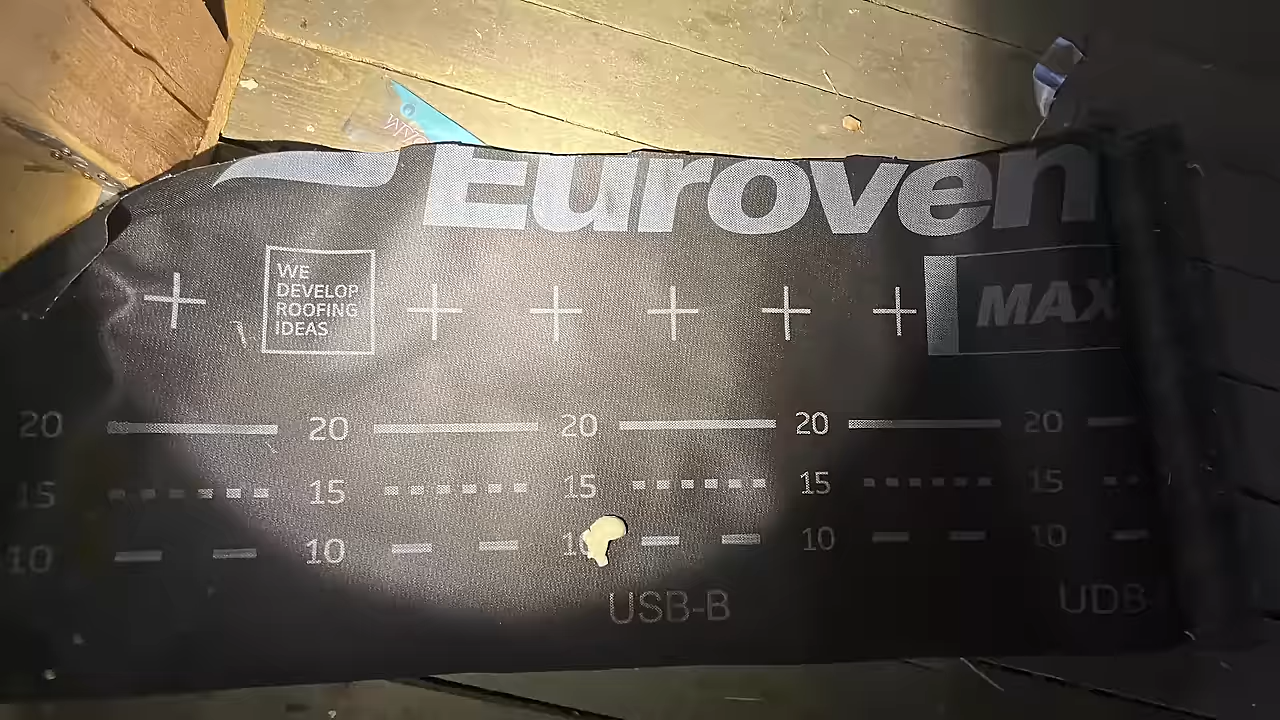 Euroven
WE
DEVELOP
ROOFING
IDEAS
MAX
20 20 20 20 20
15 15 15 15 15
10 10 10 10 10
USB-B UDB-